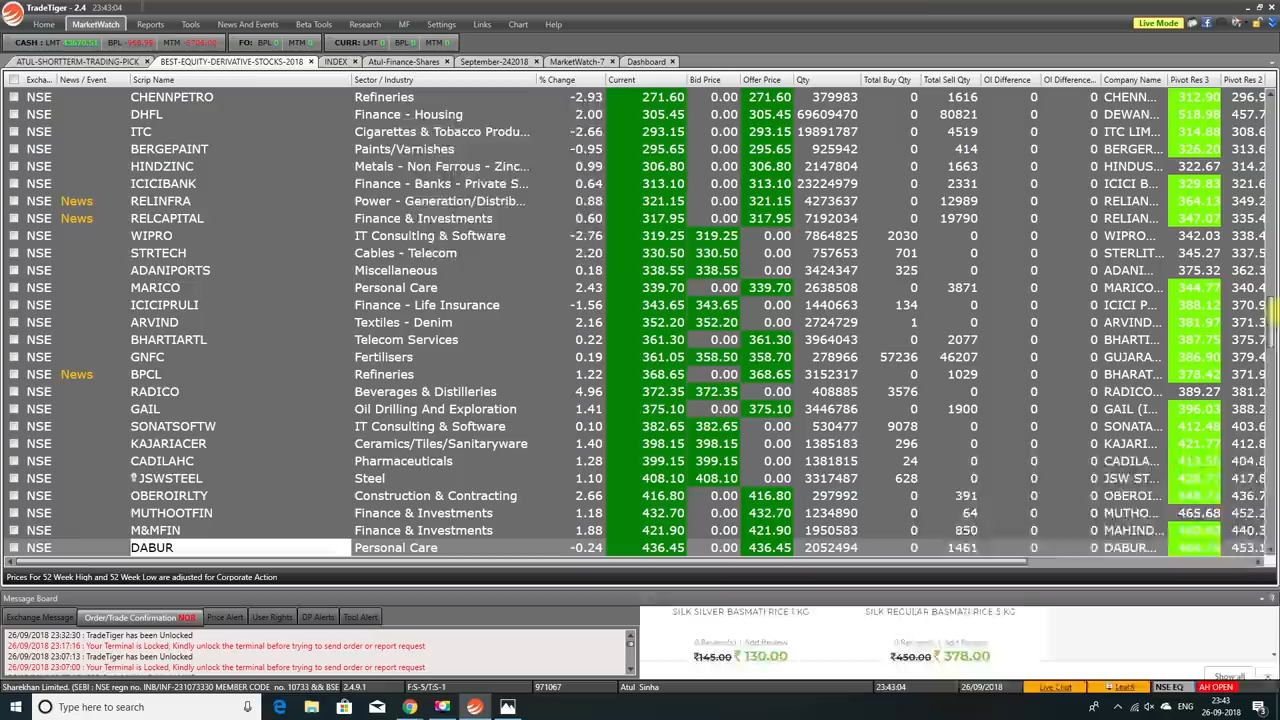 TradeTiger - 2.4 23:43:04
Home MarketWatch Reports Tools News And Events Beta Tools Research MF Settings Links Chart Help Live Mode
CASH : LMT 43670.51 BPL -968.95 MTM FO: BPL 0 MTM 0 CURR: LMT 0 BPL 0 MTM 0
ATUL-SHORTTERM-TRADING-PICK BEST-EQUITY-DERIVATIVE-STOCKS-2018 INDEX Atul-Finance-Shares September-242018 MarketWatch-7 Dashboard
Excha... News / Event Scrip Name Sector / Industry % Change Current Bid Price Offer Price Qty Total Buy Qty Total Sell Qty OI Difference OI Difference... Company Name Pivot Res 3 Pivot Res 2
NSE CHENNPETRO Refineries -2.93 271.60 0.00 271.60 379983 0 1616 0 0 CHENN... 312.90 296.9
NSE DHFL Finance - Housing 2.00 305.45 0.00 305.45 69609470 0 80821 0 0 DEWAN... 518.98 457.7
NSE ITC Cigarettes & Tobacco Produ... -2.66 293.15 0.00 293.15 19891787 0 4519 0 0 ITC LIM... 314.88 308.6
NSE BERGEPAINT Paints/Varnishes -0.95 295.65 0.00 295.65 925942 0 414 0 0 BERGER... 326.20 313.2
NSE HINDZINC Metals - Non Ferrous - Zinc... 0.99 306.80 0.00 306.80 2147804 0 1663 0 0 HINDUS... 322.67 314.2
NSE ICICIBANK Finance - Banks - Private S... 0.64 313.10 0.00 313.10 23224979 0 2331 0 0 ICICI B... 329.83 321.6
NSE News RELINFRA Power - Generation/Distrib... 0.88 321.15 0.00 321.15 4273637 0 12989 0 0 RELIAN... 364.13 349.2
NSE News RELCAPITAL Finance & Investments 0.60 317.95 0.00 317.95 7192034 0 19790 0 0 RELIAN... 347.07 335.4
NSE WIPRO IT Consulting & Software -2.76 319.25 319.25 0.00 7864825 2030 0 0 0 WIPRO... 342.03 338.4
NSE STRTECH Cables - Telecom 2.20 330.50 330.50 0.00 757653 701 0 0 0 STERLIT... 345.27 337.5
NSE ADANIPORTS Miscellaneous 0.18 338.55 338.55 0.00 3424347 325 0 0 0 ADANI... 375.32 362.3
NSE MARICO Personal Care 2.43 339.70 0.00 339.70 2638508 0 3871 0 0 MARICO... 344.77 340.4
NSE ICICIPRULI Finance - Life Insurance -1.56 343.65 343.65 0.00 1440663 134 0 0 0 ICICI P... 388.12 370.9
NSE ARVIND Textiles - Denim 2.16 352.20 352.20 0.00 2724729 1 0 0 0 ARVIND... 381.97 371.3
NSE BHARTIARTL Telecom Services 0.22 361.30 0.00 361.30 3964043 0 2077 0 0 BHARTI... 387.75 375.7
NSE GNFC Fertilisers 0.19 361.05 358.50 358.70 278966 57236 46207 0 0 GUJARA... 386.90 379.4
NSE News BPCL Refineries 1.22 368.65 0.00 368.65 3152313 0 1029 0 0 BHARAT... 378.42 371.9
NSE RADICO Beverages & Distilleries 4.96 372.35 372.35 0.00 408885 3576 0 0 0 RADICO... 389.27 381.2
NSE GAIL Oil Drilling And Exploration 1.41 375.10 0.00 375.10 3446786 0 1900 0 0 GAIL (I... 396.03 388.2
NSE SONATSOFTW IT Consulting & Software 0.10 382.65 382.65 0.00 530477 9078 0 0 0 SONATA... 412.48 403.6
NSE KAJARIACER Ceramics/Tiles/Sanitaryware 1.40 398.15 398.15 0.00 1385183 296 0 0 0 KAJARI... 421.77 412.8
NSE CADILAHC Pharmaceuticals 1.28 399.15 399.15 0.00 1381815 24 0 0 0 CADILA... 404.8
NSE JSWSTEEL Steel 1.10 408.10 408.10 0.00 3317487 628 0 0 0 JSW ST... 417.8
NSE OBEROIRLTY Construction & Contracting 2.66 416.80 0.00 416.80 297992 0 391 0 0 OBEROI... 436.7
NSE MUTHOOTFIN Finance & Investments 1.18 432.70 0.00 432.70 1234890 0 64 0 0 MUTHO... 465.68 453.0
NSE M&MFIN Finance & Investments 1.88 421.90 0.00 421.90 1950583 0 850 0 0 MAHIND... 440.3
NSE DABUR Personal Care -0.24 436.45 0.00 436.45 2052494 0 1461 0 0 DABUR... 453.1
Prices For 52 Week High and 52 Week Low are adjusted for Corporate Action
Message Board
Exchange Message Order/Trade Confirmation NOR Price Alert User Rights DP Alerts Tool Alert
26/09/2018 23:32:30 : TradeTiger has been Unlocked
26/09/2018 23:17:16 : Your Terminal is Locked, Kindly unlock the terminal before trying to send order or report request
26/09/2018 23:07:13 : TradeTiger has been Unlocked
26/09/2018 23:07:00 : Your Terminal is Locked, Kindly unlock the terminal before trying to send order or report request
SILK SILVER BASMATI RICE 1 KG SILK REGULAR BASMATI RICE 5 KG
0 Review(s) | Add Review
₹145.00 ₹ 130.00 ₹450.00 ₹ 378.00
Show all
Sharekhan Limited. (SEBI : NSE regn no. INB/INF-231073330 MEMBER CODE no. 10733 && BSE 2.4.9.1 F:S-5/T:S-1 971067 Atul Sinha 23:43:04 26/09/2018 Live Chat NSE EQ AH OPEN
Type here to search ENG 23:43
26-09-2018